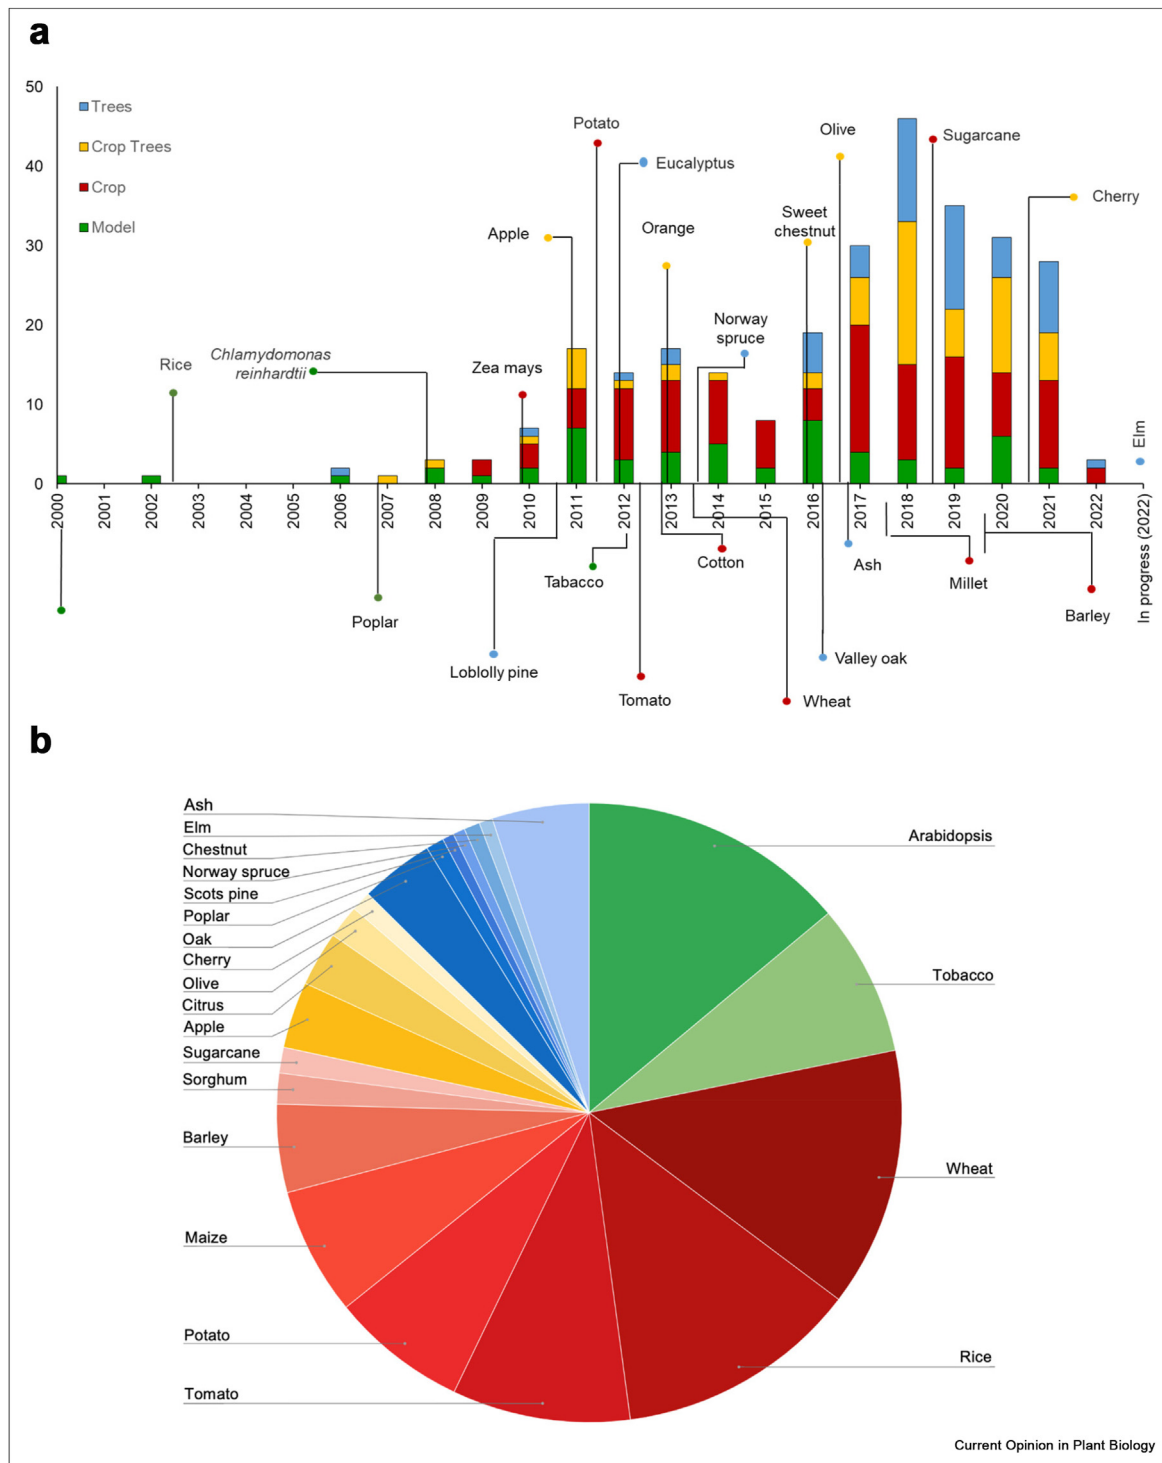 a
50
40
30
20
10
0
Trees
Crop Trees
Crop
Model
Rice
Chlamydomonas
reinhardtii
Zea mays
Apple
Potato
Eucalyptus
Orange
Norway
spruce
Sweet
chestnut
Olive
Sugarcane
Cherry
Elm
2000
2001
2002
2003
2004
2005
2006
2007
2008
2009
2010
2011
2012
2013
2014
2015
2016
2017
2018
2019
2020
2021
2022
In progress (2022)
Poplar
Loblolly pine
Tabacco
Tomato
Cotton
Wheat
Valley oak
Ash
Millet
Barley
b
Ash
Elm
Chestnut
Norway spruce
Scots pine
Poplar
Oak
Cherry
Olive
Citrus
Apple
Sugarcane
Sorghum
Barley
Maize
Potato
Tomato
Arabidopsis
Tobacco
Wheat
Rice
Current Opinion in Plant Biology